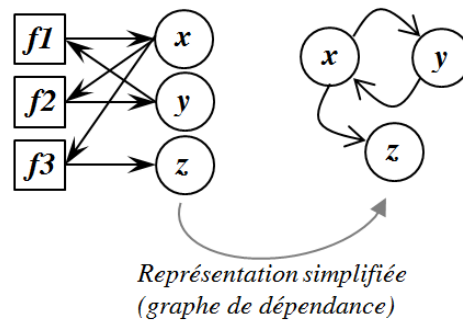 f1 x
f2 y
f3 z
x y
z
Représentation simplifiée
(graphe de dépendance)